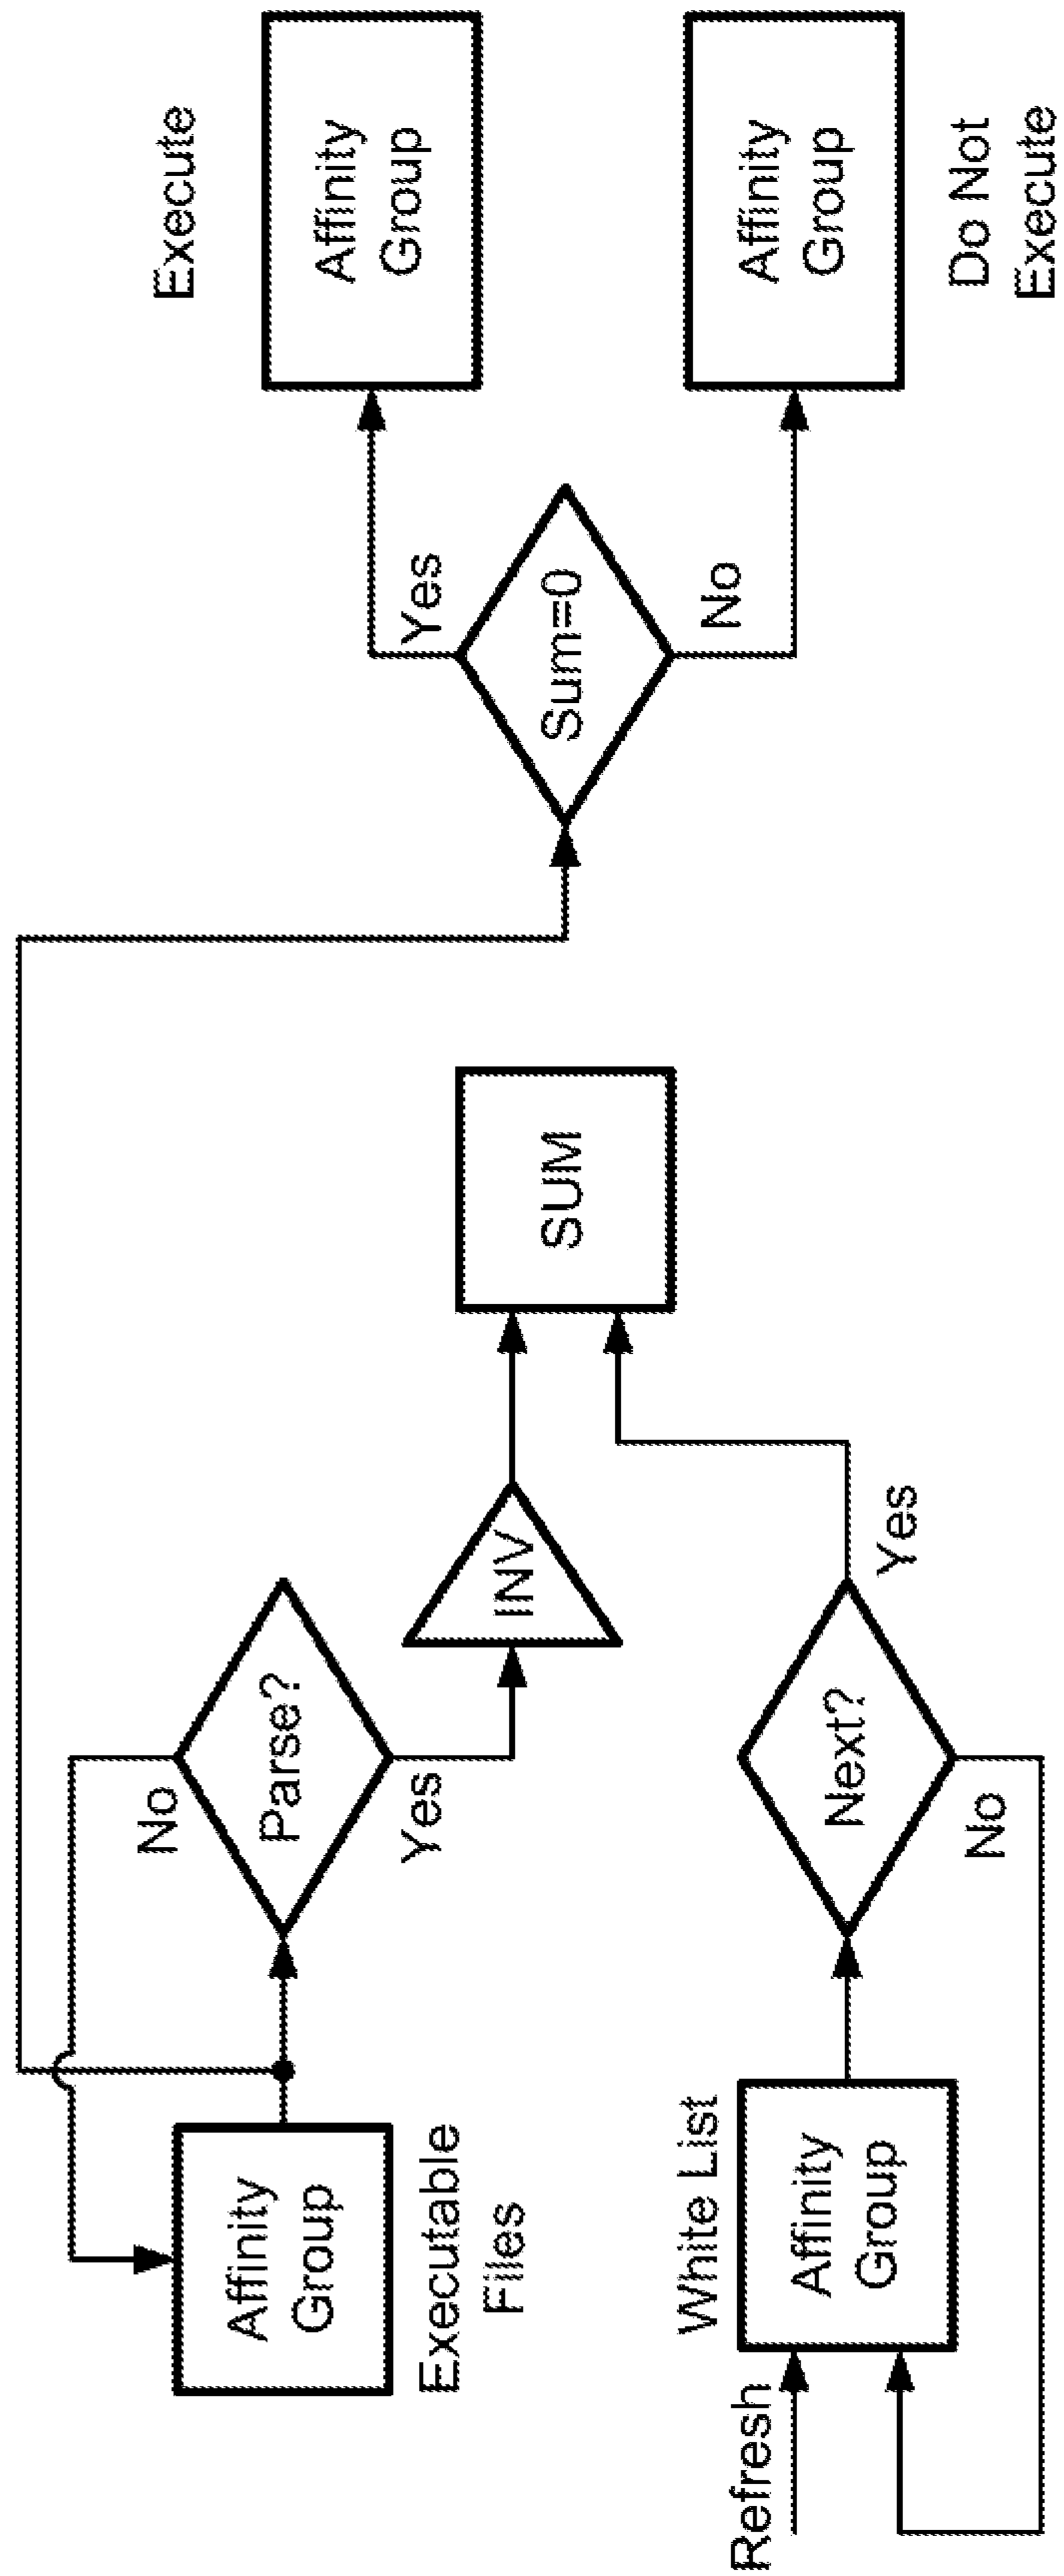 Affinity
Group
Executable
Files
No
Parse?
Yes
INV
SUM
Refresh
White List
Affinity
Group
Next?
Yes
No
Sum=0
Yes
No
Execute
Affinity
Group
Affinity
Group
Do Not
Execute